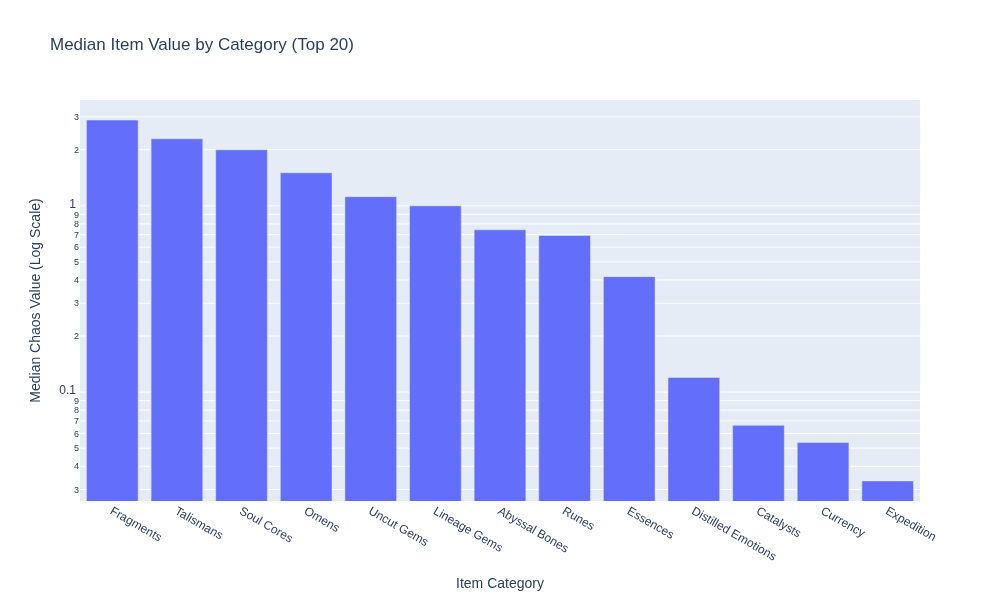 Median Item Value by Category (Top 20)
Median Chaos Value (Log Scale)
3
2
1
9
8
7
6
5
4
3
2
0.1
9
8
7
6
5
4
3
Fragments
Talismans
Soul Cores
Omens
Uncut Gems
Lineage Gems
Abyssal Bones
Runes
Essences
Distilled Emotions
Catalysts
Currency
Expedition
Item Category